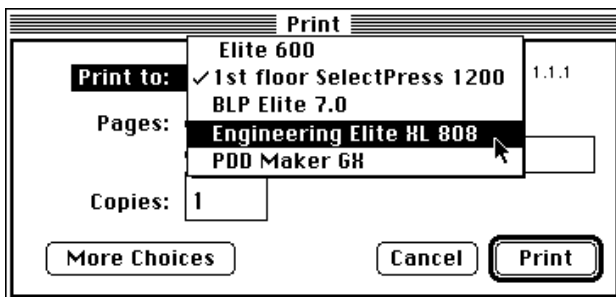 Print
Elite 600
Print to: ✓1st floor SelectPress 1200 1.1.1
BLP Elite 7.0
Pages:
Engineering Elite XL 808
PDD Maker GX
Copies: 1
More Choices Cancel Print